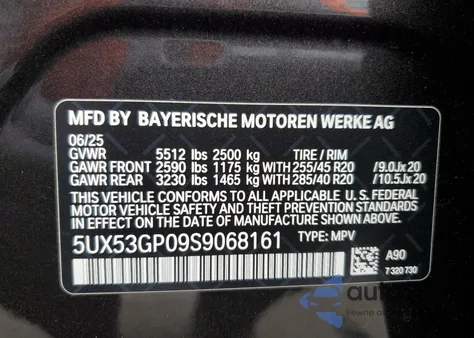 MFD BY BAYERISCHE MOTOREN WERKE AG
06/25
GVWR 5512 lbs 2500 kg TIRE / RIM
GAWR FRONT 2590 lbs 1175 kg WITH 255/45 R20 /9.0Jx20
GAWR REAR 3230 lbs 1465 kg WITH 285/40 R20 /10.5Jx20
THIS VEHICLE CONFORMS TO ALL APPLICABLE U. S. FEDERAL
MOTOR VEHICLE SAFETY AND THEFT PREVENTION STANDARDS
IN EFFECT ON THE DATE OF MANUFACTURE SHOWN ABOVE.
5UX53GP09S9068161 TYPE: MPV
A90
7 320 730